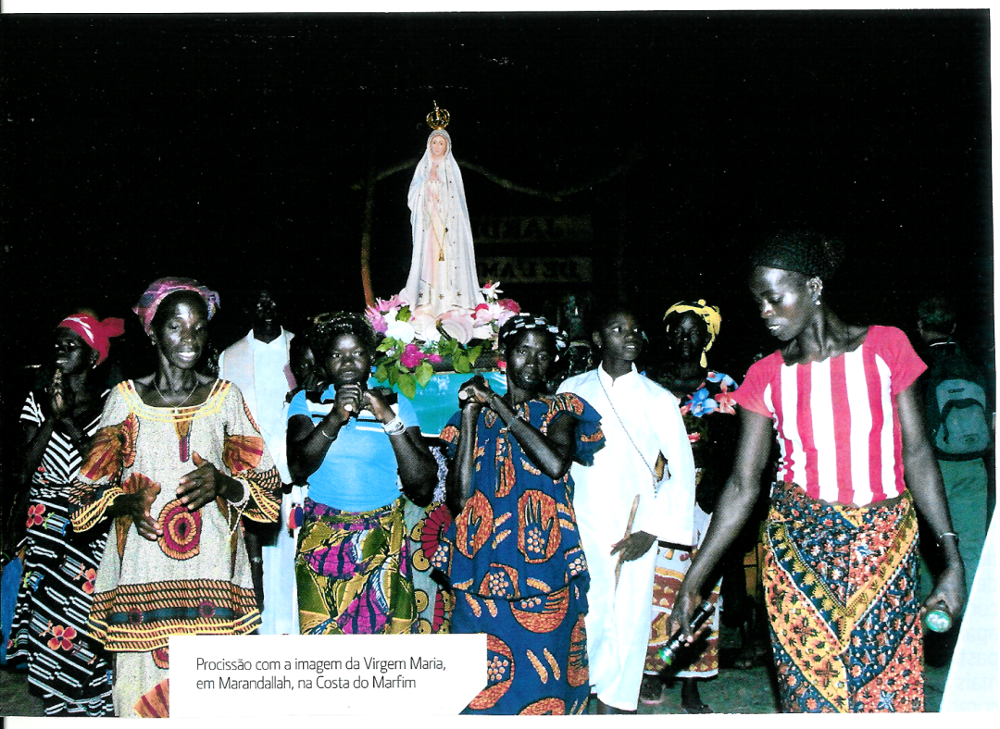 Procissão com a imagem da Virgem Maria,
em Marandallah, na Costa do Marfim